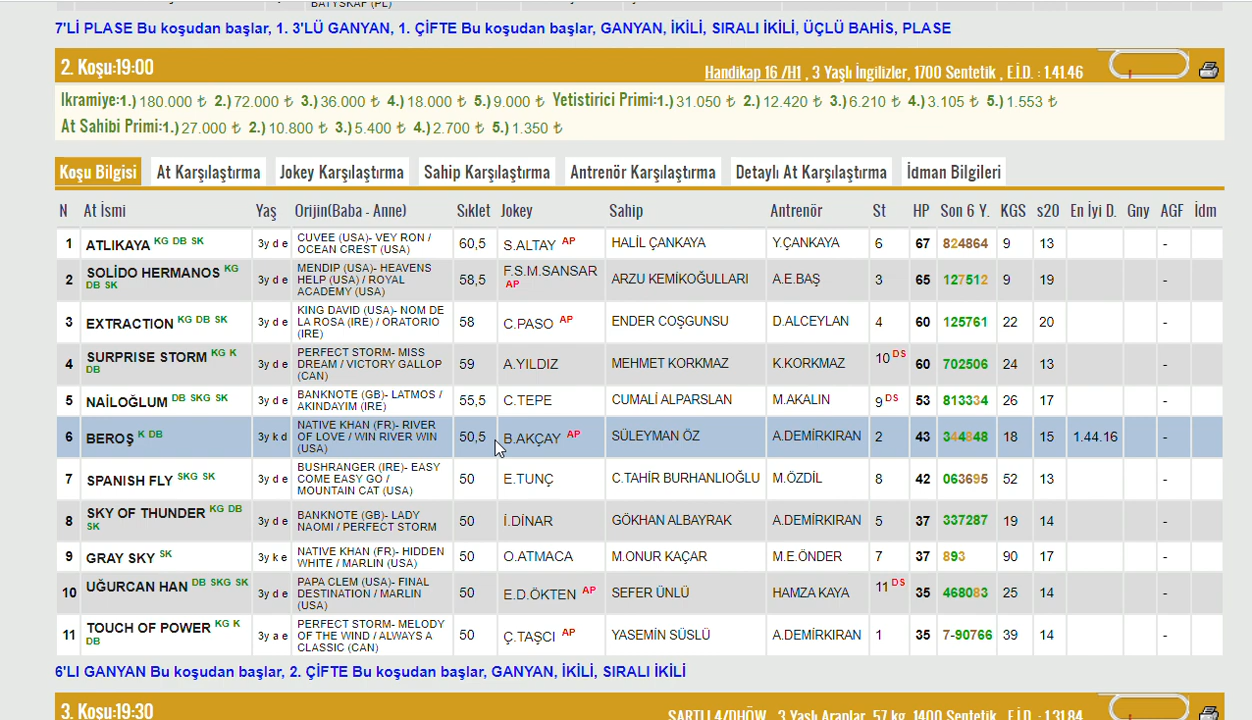 BATYSKAF (PL)
7'Lİ PLASE Bu koşudan başlar, 1. 3'LÜ GANYAN, 1. ÇİFTE Bu koşudan başlar, GANYAN, İKİLİ, SIRALI İKİLİ, ÜÇLÜ BAHİS, PLASE
2. Koşu:19:00
Handikap 16 /H1 , 3 Yaşlı İngilizler, 1700 Sentetik , E.İ.D. : 1.41.46
İkramiye:1.) 180.000 ₺ 2.) 72.000 ₺ 3.) 36.000 ₺ 4.) 18.000 ₺ 5.) 9.000 ₺ Yetistirici Primi:1.) 31.050 ₺ 2.) 12.420 ₺ 3.) 6.210 ₺ 4.) 3.105 ₺ 5.) 1.553 ₺
At Sahibi Primi:1.) 27.000 ₺ 2.) 10.800 ₺ 3.) 5.400 ₺ 4.) 2.700 ₺ 5.) 1.350 ₺
Koşu Bilgisi At Karşılaştırma Jokey Karşılaştırma Sahip Karşılaştırma Antrenör Karşılaştırma Detaylı At Karşılaştırma İdman Bilgileri
N At İsmi Yaş Orijin(Baba - Anne) Sıklet Jokey Sahip Antrenör St HP Son 6 Y. KGS s20 En İyi D. Gny AGF İdm
1 ATLIKAYA KG DB SK 3y d e CUVEE (USA)- VEY RON / OCEAN CREST (USA) 60,5 S.ALTAY AP HALİL ÇANKAYA Y.ÇANKAYA 6 67 824864 9 13 -
2 SOLİDO HERMANOS KG DB SK 3y d e MENDIP (USA)- HEAVENS HELP (USA) / ROYAL ACADEMY (USA) 58,5 F.S.M.SANSAR AP ARZU KEMİKOĞULLARI A.E.BAŞ 3 65 127512 9 19 -
3 EXTRACTION KG DB SK 3y d e KING DAVID (USA)- NOM DE LA ROSA (IRE) / ORATORIO (IRE) 58 C.PASO AP ENDER COŞGUNSU D.ALCEYLAN 4 60 125761 22 20 -
4 SURPRISE STORM KG K DB 3y d e PERFECT STORM- MISS DREAM / VICTORY GALLOP (CAN) 59 A.YILDIZ MEHMET KORKMAZ K.KORKMAZ 10 DS 60 702506 24 13 -
5 NAİLOĞLUM DB SKG SK 3y d e BANKNOTE (GB)- LATMOS / AKINDAYIM (IRE) 55,5 C.TEPE CUMALİ ALPARSLAN M.AKALIN 9 DS 53 813334 26 17 -
6 BEROŞ K DB 3y k d NATIVE KHAN (FR)- RIVER OF LOVE / WIN RIVER WIN (USA) 50,5 B.AKÇAY AP SÜLEYMAN ÖZ A.DEMİRKIRAN 2 43 344848 18 15 1.44.16 -
7 SPANISH FLY SKG SK 3y d e BUSHRANGER (IRE)- EASY COME EASY GO / MOUNTAIN CAT (USA) 50 E.TUNÇ C.TAHİR BURHANLIOĞLU M.ÖZDİL 8 42 063695 52 13 -
8 SKY OF THUNDER KG DB SK 3y d e BANKNOTE (GB)- LADY NAOMI / PERFECT STORM 50 İ.DİNAR GÖKHAN ALBAYRAK A.DEMİRKIRAN 5 37 337287 19 14 -
9 GRAY SKY SK 3y k e NATIVE KHAN (FR)- HIDDEN WHITE / MARLIN (USA) 50 O.ATMACA M.ONUR KAÇAR M.E.ÖNDER 7 37 893 90 17 -
10 UĞURCAN HAN DB SKG SK 3y d e PAPA CLEM (USA)- FINAL DESTINATION / MARLIN (USA) 50 E.D.ÖKTEN AP SEFER ÜNLÜ HAMZA KAYA 11 DS 35 468083 25 14 -
11 TOUCH OF POWER KG K DB 3y a e PERFECT STORM- MELODY OF THE WIND / ALWAYS A CLASSIC (CAN) 50 Ç.TAŞCI AP YASEMİN SÜSLÜ A.DEMİRKIRAN 1 35 7-90766 39 14 -
6'LI GANYAN Bu koşudan başlar, 2. ÇİFTE Bu koşudan başlar, GANYAN, İKİLİ, SIRALI İKİLİ
3. Koşu:19:30
ŞARTLI 4/DHÖW , 3 Yaşlı Araplar, 57 kg, 1400 Sentetik , E.İ.D. : 1.31.84